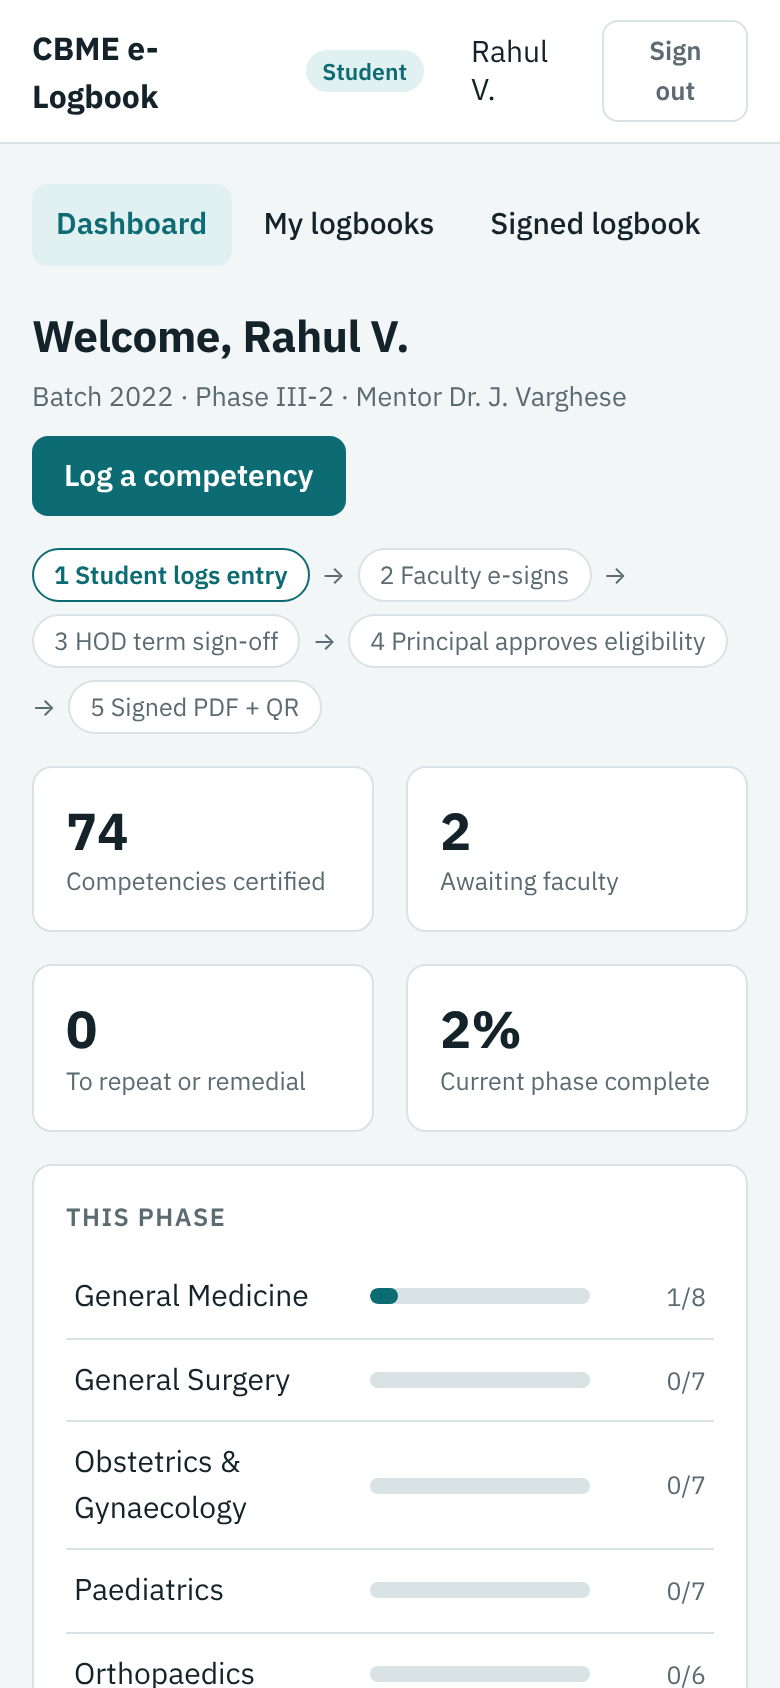 CBME e-
Logbook
Student
Rahul
V.
Sign
out
Dashboard
My logbooks
Signed logbook
Welcome, Rahul V.
Batch 2022 · Phase III-2 · Mentor Dr. J. Varghese
Log a competency
1 Student logs entry → 2 Faculty e-signs →
3 HOD term sign-off → 4 Principal approves eligibility
→ 5 Signed PDF + QR
74
Competencies certified
2
Awaiting faculty
0
To repeat or remedial
2%
Current phase complete
THIS PHASE
General Medicine 1/8
General Surgery 0/7
Obstetrics &
Gynaecology 0/7
Paediatrics 0/7
Orthopaedics 0/6